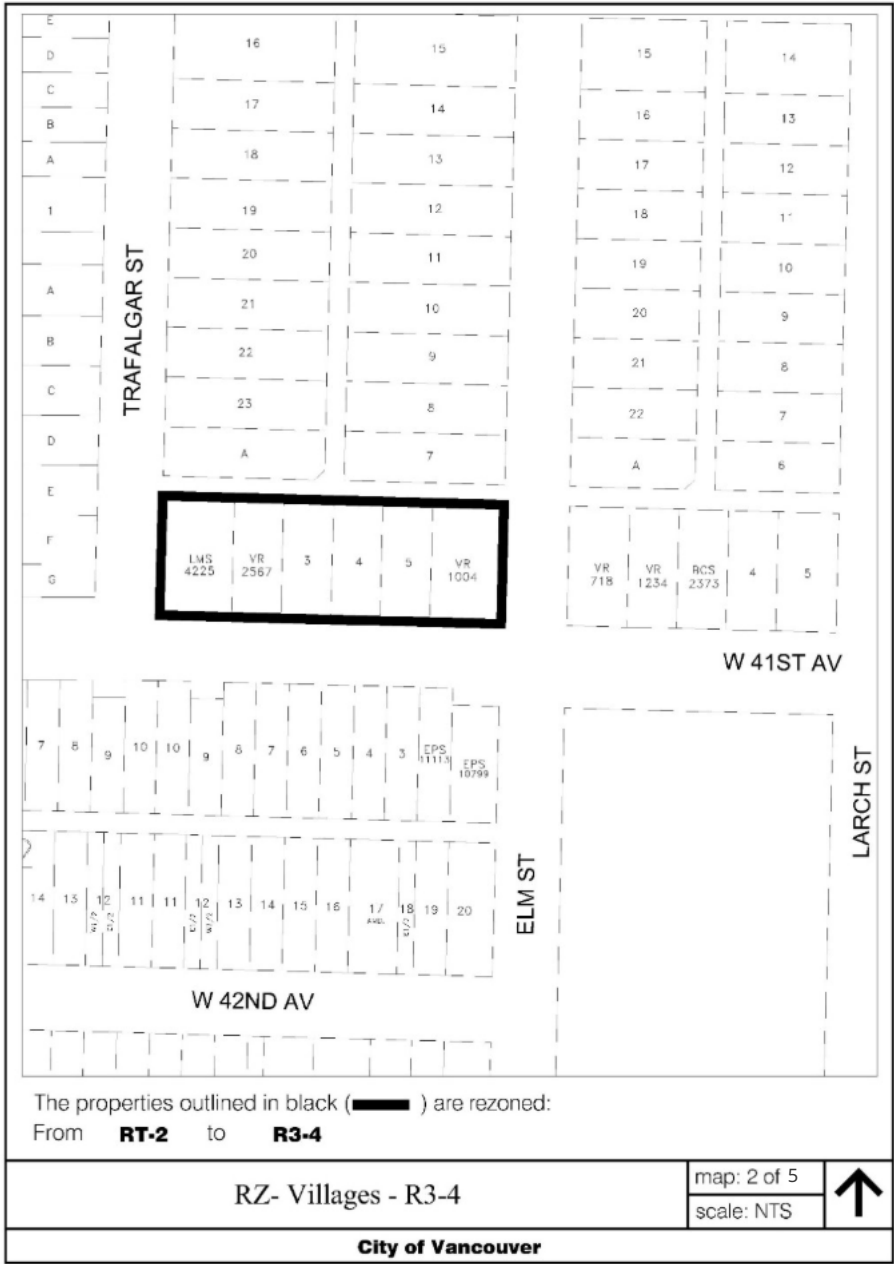 E
D
C
B
A
1
A
B
C
D
E
F
G
TRAFALGAR ST
16
17
18
19
20
21
22
23
A
15
14
13
12
11
10
9
8
7
15
16
17
18
19
20
21
22
A
14
13
12
11
10
9
8
7
6
LMS
4225
VR
2567
3
4
5
VR
1004
VR
718
VR
1234
BCS
2373
4
5
W 41ST AV
7
8
9
10
10
9
8
7
6
5
4
3
EPS
11113
EPS
10799
LARCH ST
ELM ST
14
13
12
11
11
12
13
14
15
16
17
18
19
20
W 42ND AV
The properties outlined in black ( ) are rezoned:
From RT-2 to R3-4
RZ- Villages - R3-4
map: 2 of 5
scale: NTS
City of Vancouver